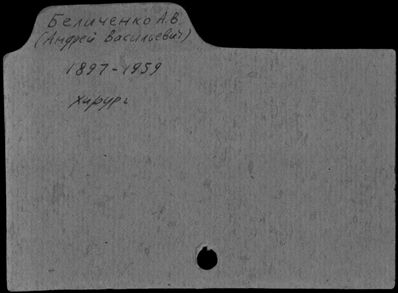 Беличенко А.В.
(Андрей Васильевич)
1897-1959
хирург